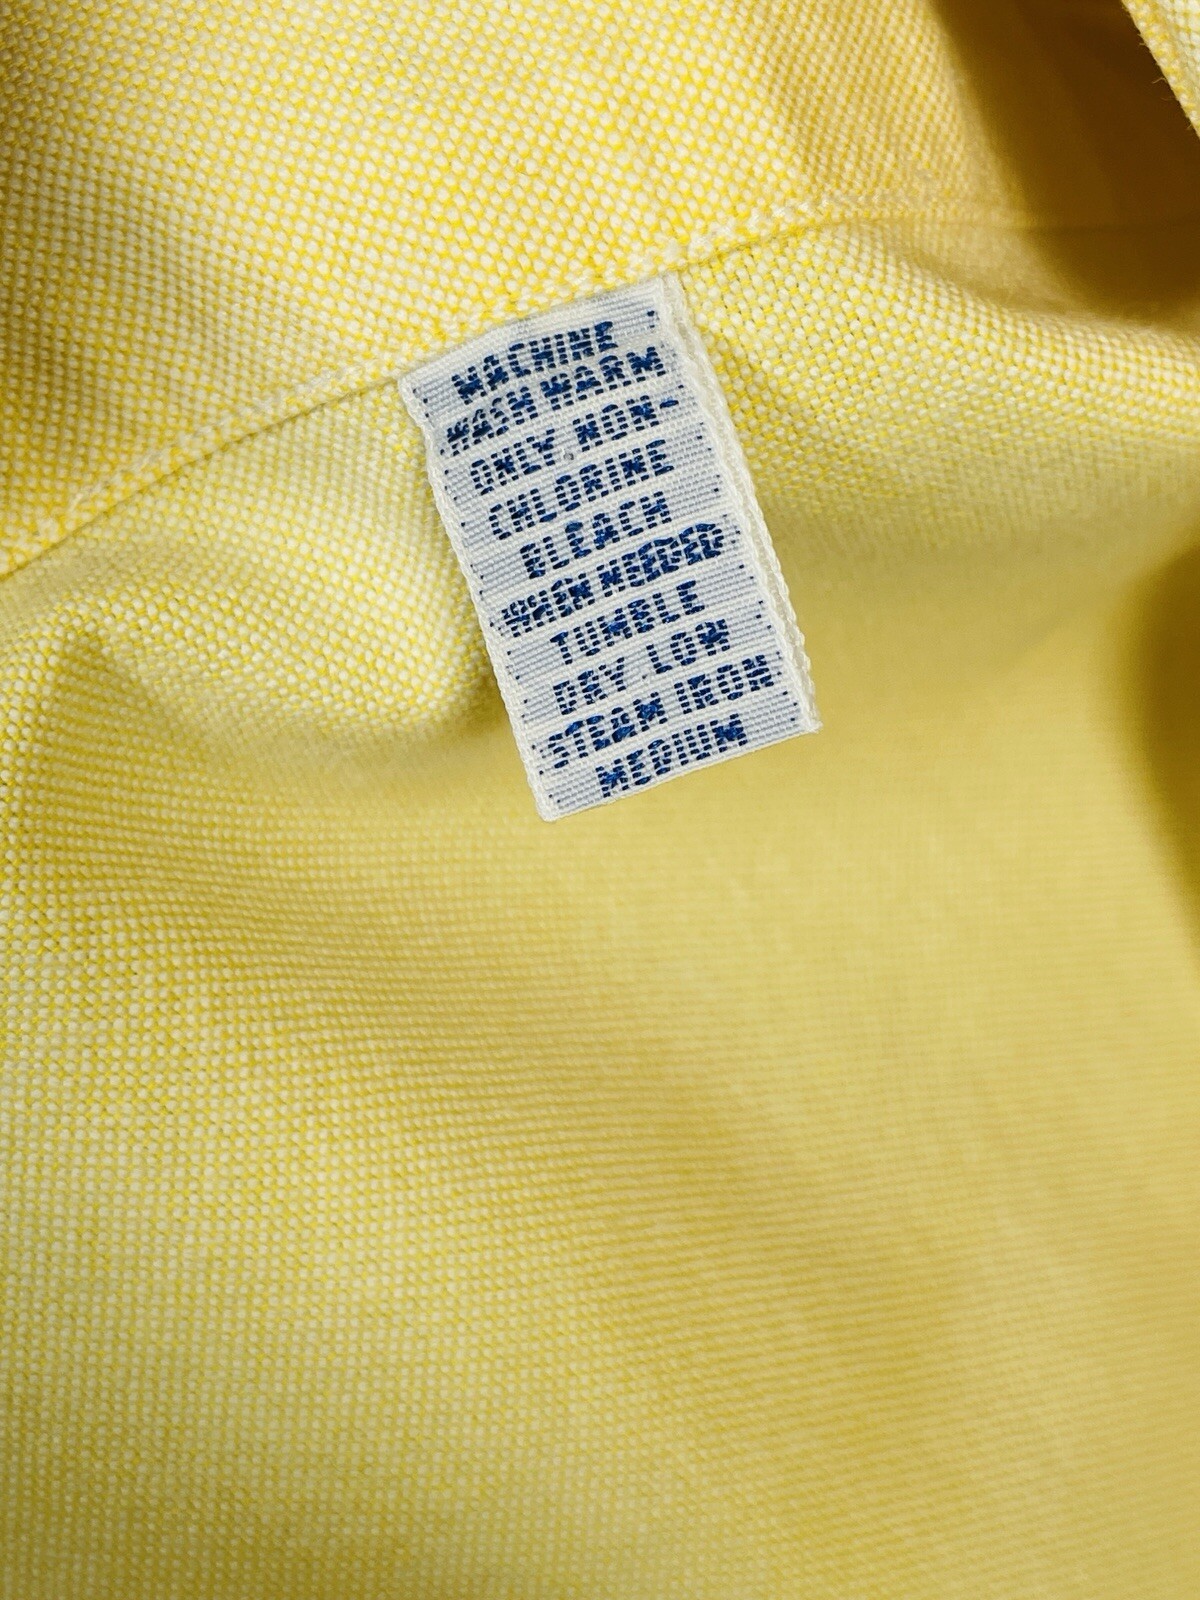 MACHINE
WASH WARM
ONLY NON-
CHLORINE
BLEACH
WHEN NEEDED
TUMBLE
DRY LOW
STEAM IRON
MEDIUM